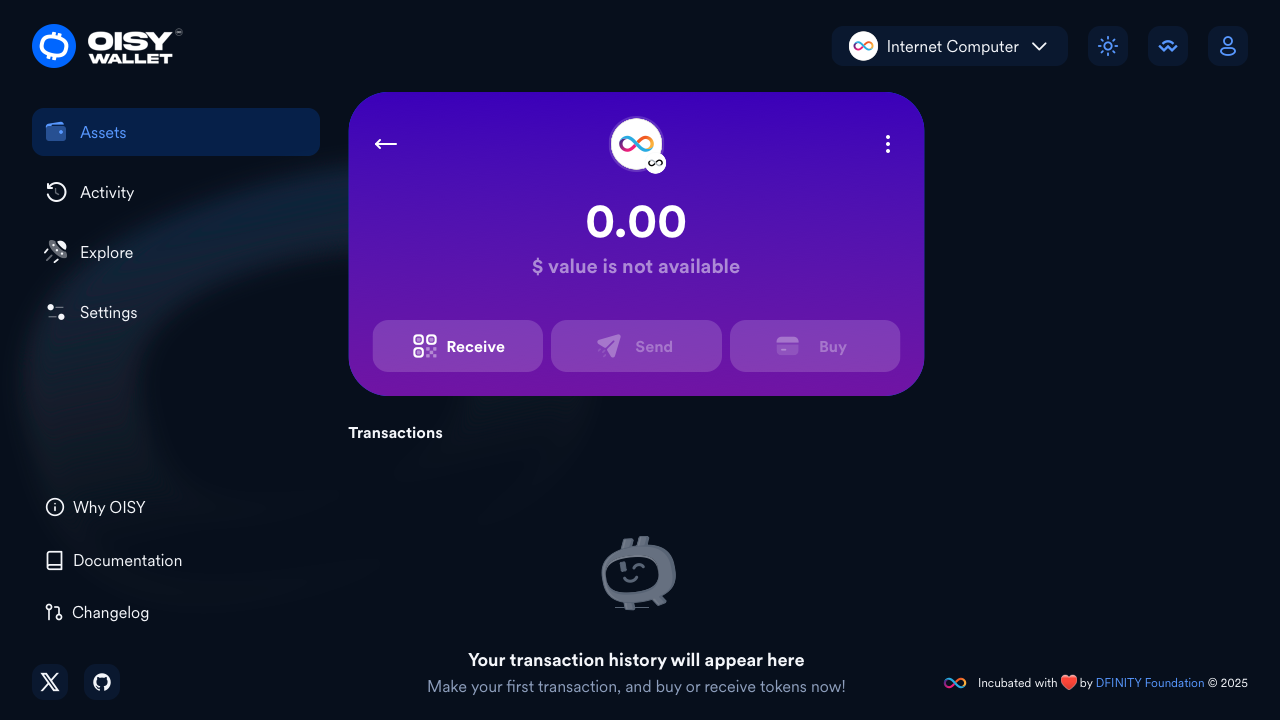 OISY
WALLET
Internet Computer
Assets
Activity
Explore
Settings
0.00
$ value is not available
Receive
Send
Buy
Transactions
Why OISY
Documentation
Changelog
Your transaction history will appear here
Make your first transaction, and buy or receive tokens now!
Incubated with ❤️ by DFINITY Foundation © 2025